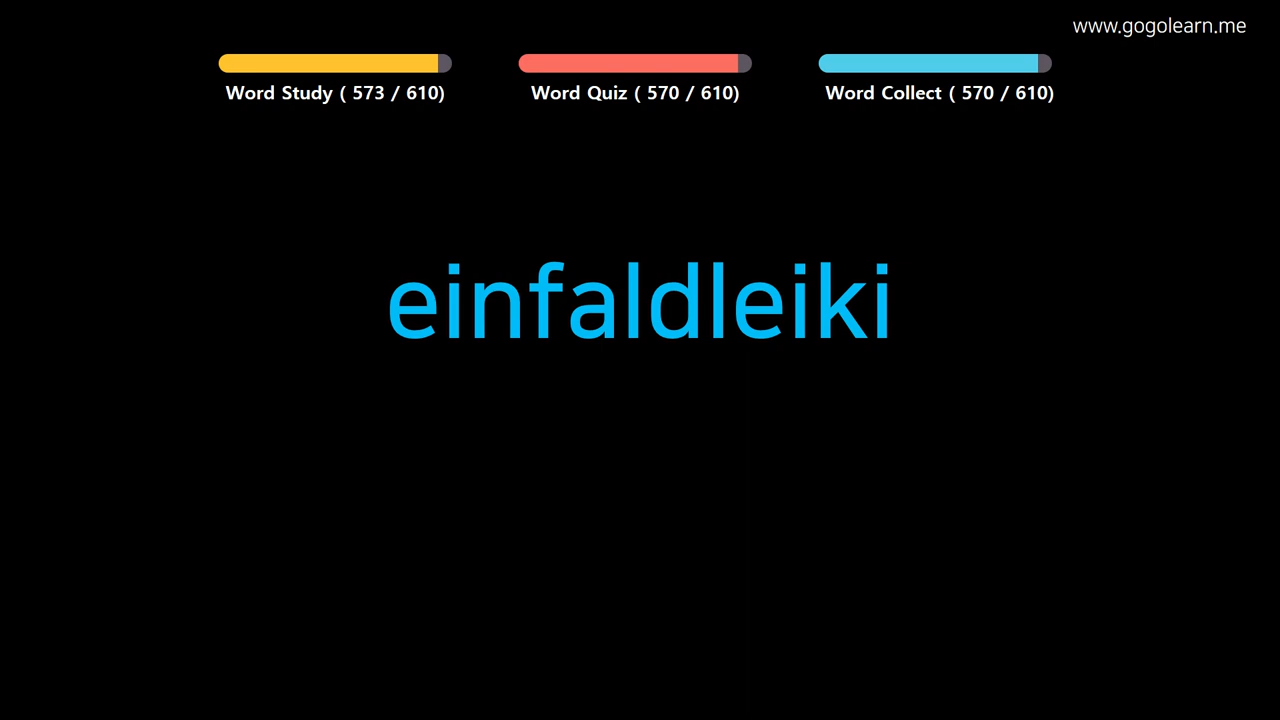 www.gogolearn.me
Word Study ( 573 / 610)
Word Quiz ( 570 / 610)
Word Collect ( 570 / 610)
einfaldleiki